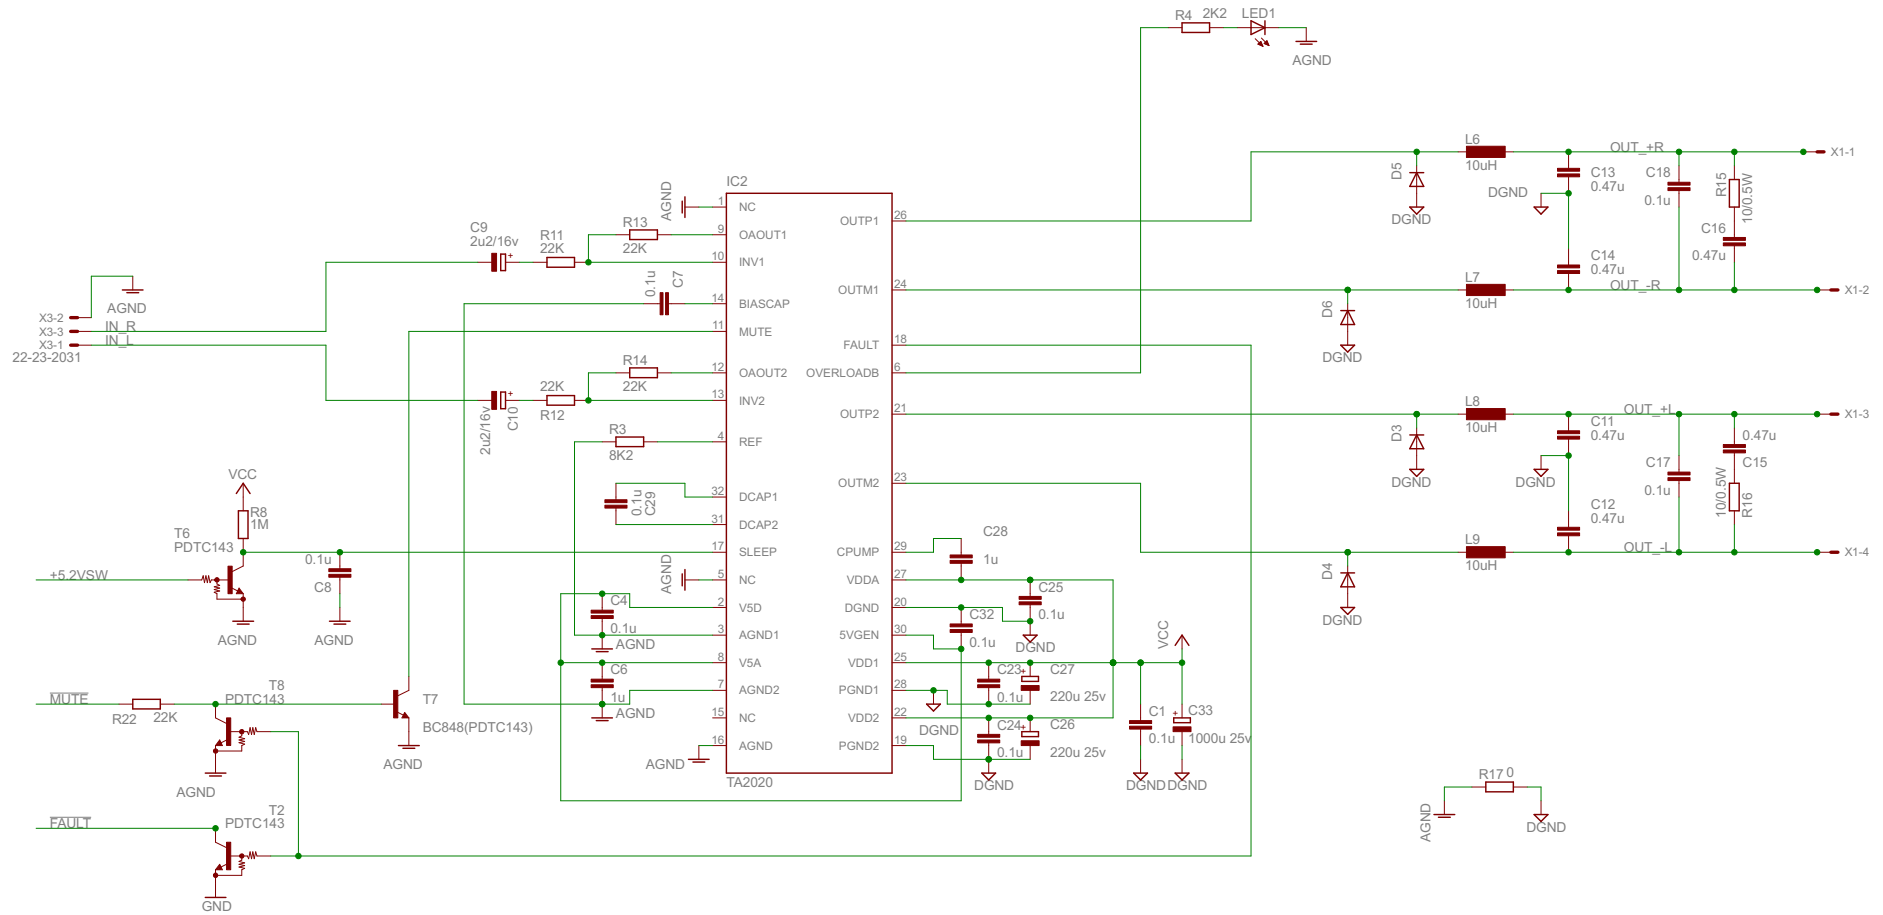 R4 2K2 LED1
AGND
L6
10uH
OUT_+R
X1-1
D5
DGND
C13
0.47u
DGND
C18
0.1u
R15
10/0.5W
C16
0.47u
C14
0.47u
L7
10uH
OUT_-R
X1-2
D6
DGND
IC2
AGND
1 NC
9 OAOUT1
10 INV1
14 BIASCAP
11 MUTE
12 OAOUT2
13 INV2
4 REF
32 DCAP1
31 DCAP2
17 SLEEP
5 NC
2 V5D
3 AGND1
8 V5A
7 AGND2
15 NC
16 AGND
OUTP1 26
OUTM1 24
FAULT 18
OVERLOADB 6
OUTP2 21
OUTM2 23
CPUMP 29
VDDA 27
DGND 20
5VGEN 30
VDD1 25
PGND1 28
VDD2 22
PGND2 19
TA2020
C9
2u2/16v
+
R11
22K
R13
22K
0.1u
C7
AGND
X3-2
X3-3
X3-1
22-23-2031
IN_R
IN_L
R14
22K
22K
R12
2u2/16v
C10
+
R3
8K2
0.1u
C29
VCC
R8
1M
T6
PDTC143
+5.2VSW
AGND
0.1u
C8
AGND
AGND
C4
0.1u
AGND
C6
1u
AGND
AGND
MUTE
R22 22K
T8
PDTC143
AGND
T7
BC848(PDTC143)
AGND
T2
PDTC143
FAULT
GND
C28
1u
C25
0.1u
C32
0.1u
DGND
VCC
C23
0.1u
+
C27
220u 25v
DGND
C24
0.1u
+
C26
220u 25v
DGND
C1
0.1u
DGND
+
C33
1000u 25v
DGND
L8
10uH
OUT_+L
X1-3
D3
DGND
C11
0.47u
DGND
C12
0.47u
C17
0.1u
0.47u
C15
10/0.5W
R16
L9
10uH
OUT_-L
X1-4
D4
DGND
R17 0
AGND
DGND